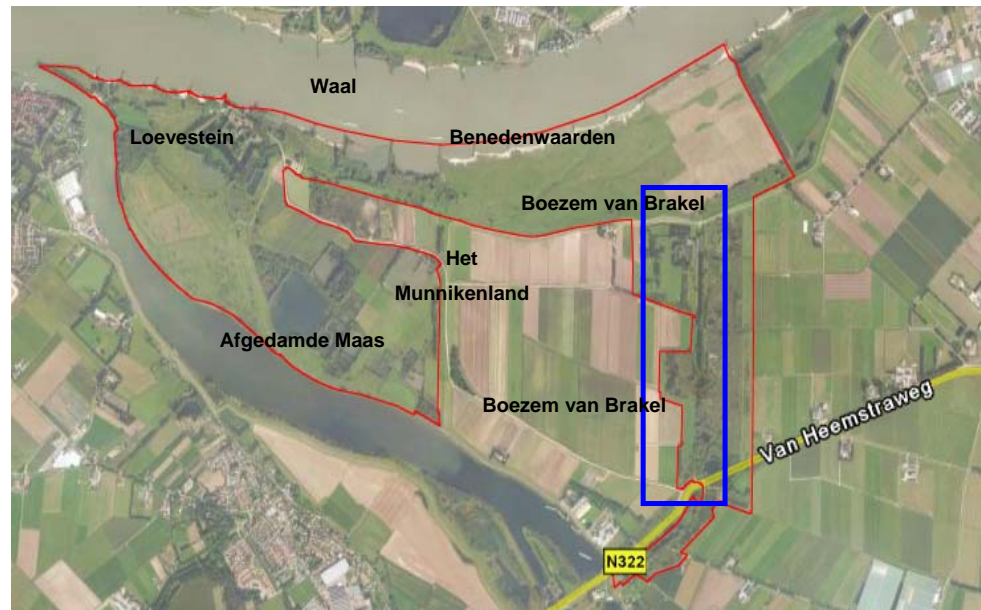 Waal
Loevestein
Benedenwaarden
Boezem van Brakel
Het
Munnikenland
Afgedamde Maas
Boezem van Brakel
Van Heemstraweg
N322